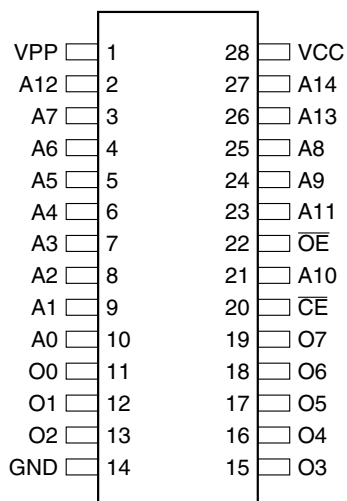 VPP 1 28 VCC
A12 2 27 A14
A7 3 26 A13
A6 4 25 A8
A5 5 24 A9
A4 6 23 A11
A3 7 22 O̅E̅
A2 8 21 A10
A1 9 20 C̅E̅
A0 10 19 O7
O0 11 18 O6
O1 12 17 O5
O2 13 16 O4
GND 14 15 O3